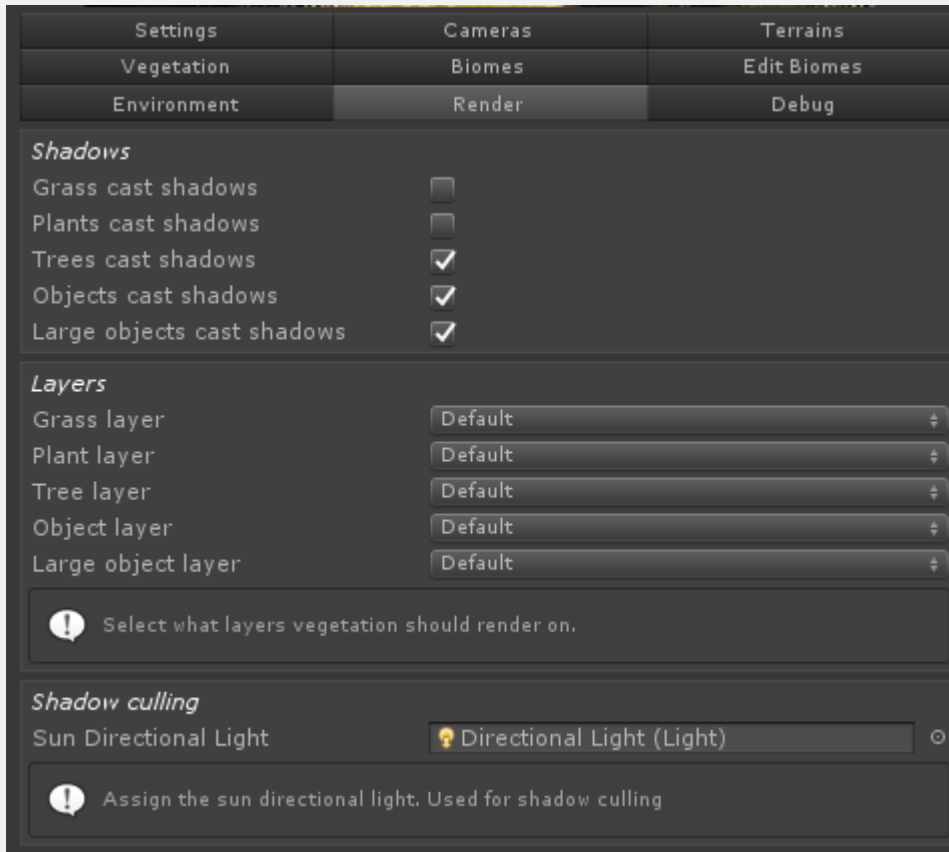 Settings Cameras Terrains
Vegetation Biomes Edit Biomes
Environment Render Debug
Shadows
Grass cast shadows
Plants cast shadows
Trees cast shadows
Objects cast shadows
Large objects cast shadows
Layers
Grass layer Default
Plant layer Default
Tree layer Default
Object layer Default
Large object layer Default
Select what layers vegetation should render on.
Shadow culling
Sun Directional Light Directional Light (Light)
Assign the sun directional light. Used for shadow culling